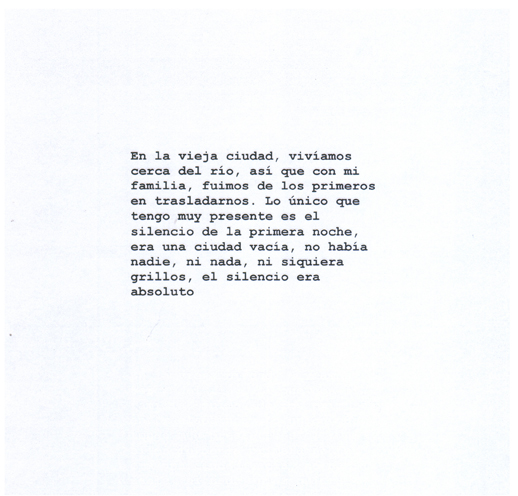 En la vieja ciudad, vivíamos
cerca del río, así que con mi
familia, fuimos de los primeros
en trasladarnos. Lo único que
tengo muy presente es el
silencio de la primera noche,
era una ciudad vacía, no había
nadie, ni nada, ni siquiera
grillos, el silencio era
absoluto